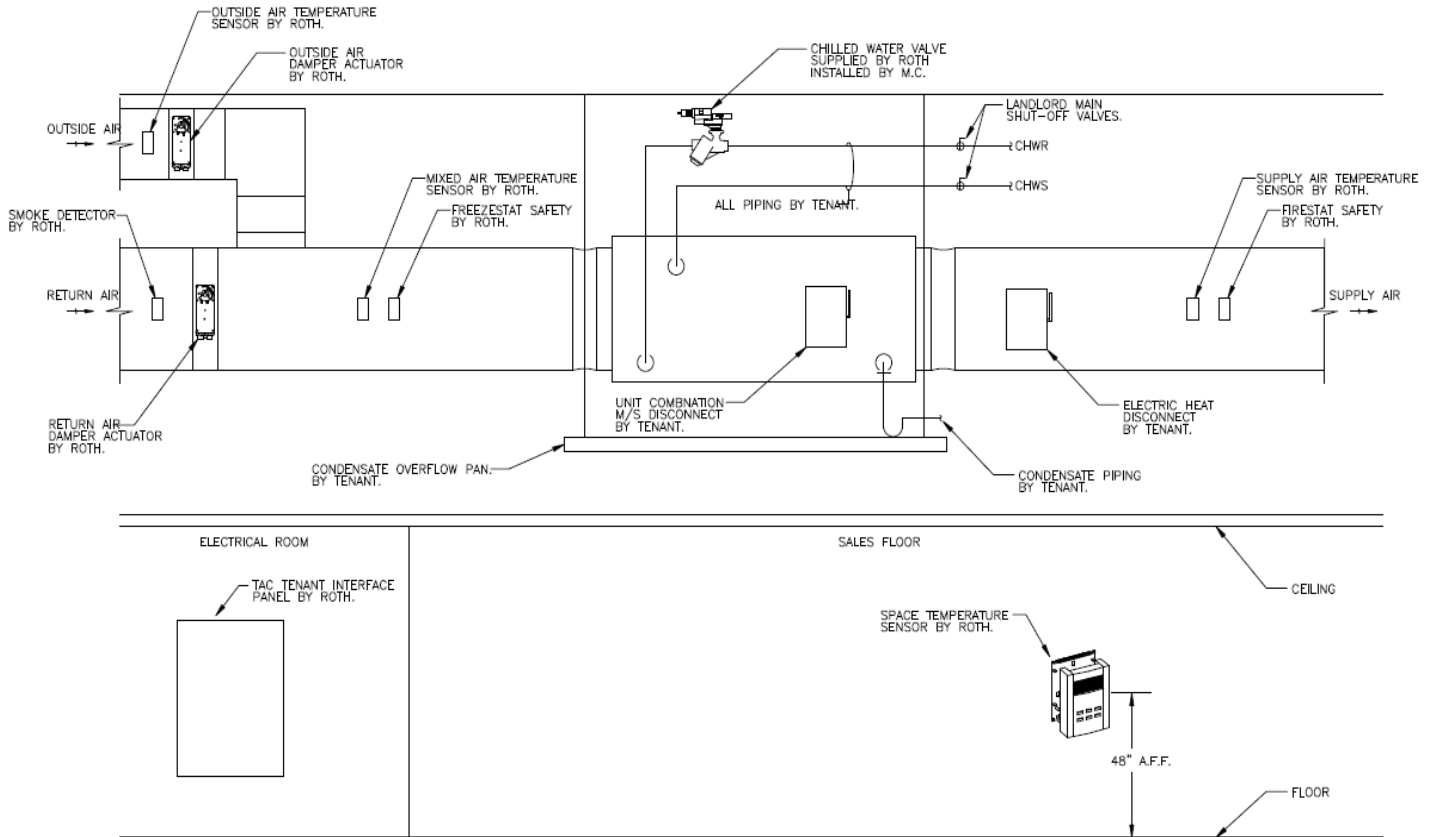 OUTSIDE AIR TEMPERATURE
SENSOR BY ROTH.
OUTSIDE AIR
DAMPER ACTUATOR
BY ROTH.
CHILLED WATER VALVE
SUPPLIED BY ROTH
INSTALLED BY M.C.
LANDLORD MAIN
SHUT-OFF VALVES.
OUTSIDE AIR
CHWR
CHWS
MIXED AIR TEMPERATURE
SENSOR BY ROTH.
FREEZESTAT SAFETY
BY ROTH.
ALL PIPING BY TENANT.
SUPPLY AIR TEMPERATURE
SENSOR BY ROTH.
FIRESTAT SAFETY
BY ROTH.
SMOKE DETECTOR
BY ROTH.
RETURN AIR
SUPPLY AIR
RETURN AIR
DAMPER ACTUATOR
BY ROTH.
UNIT COMBNATION
M/S DISCONNECT
BY TENANT.
ELECTRIC HEAT
DISCONNECT
BY TENANT.
CONDENSATE OVERFLOW PAN.
BY TENANT.
CONDENSATE PIPING
BY TENANT.
ELECTRICAL ROOM
SALES FLOOR
TAC TENANT INTERFACE
PANEL BY ROTH.
CEILING
SPACE TEMPERATURE
SENSOR BY ROTH.
48" A.F.F.
FLOOR